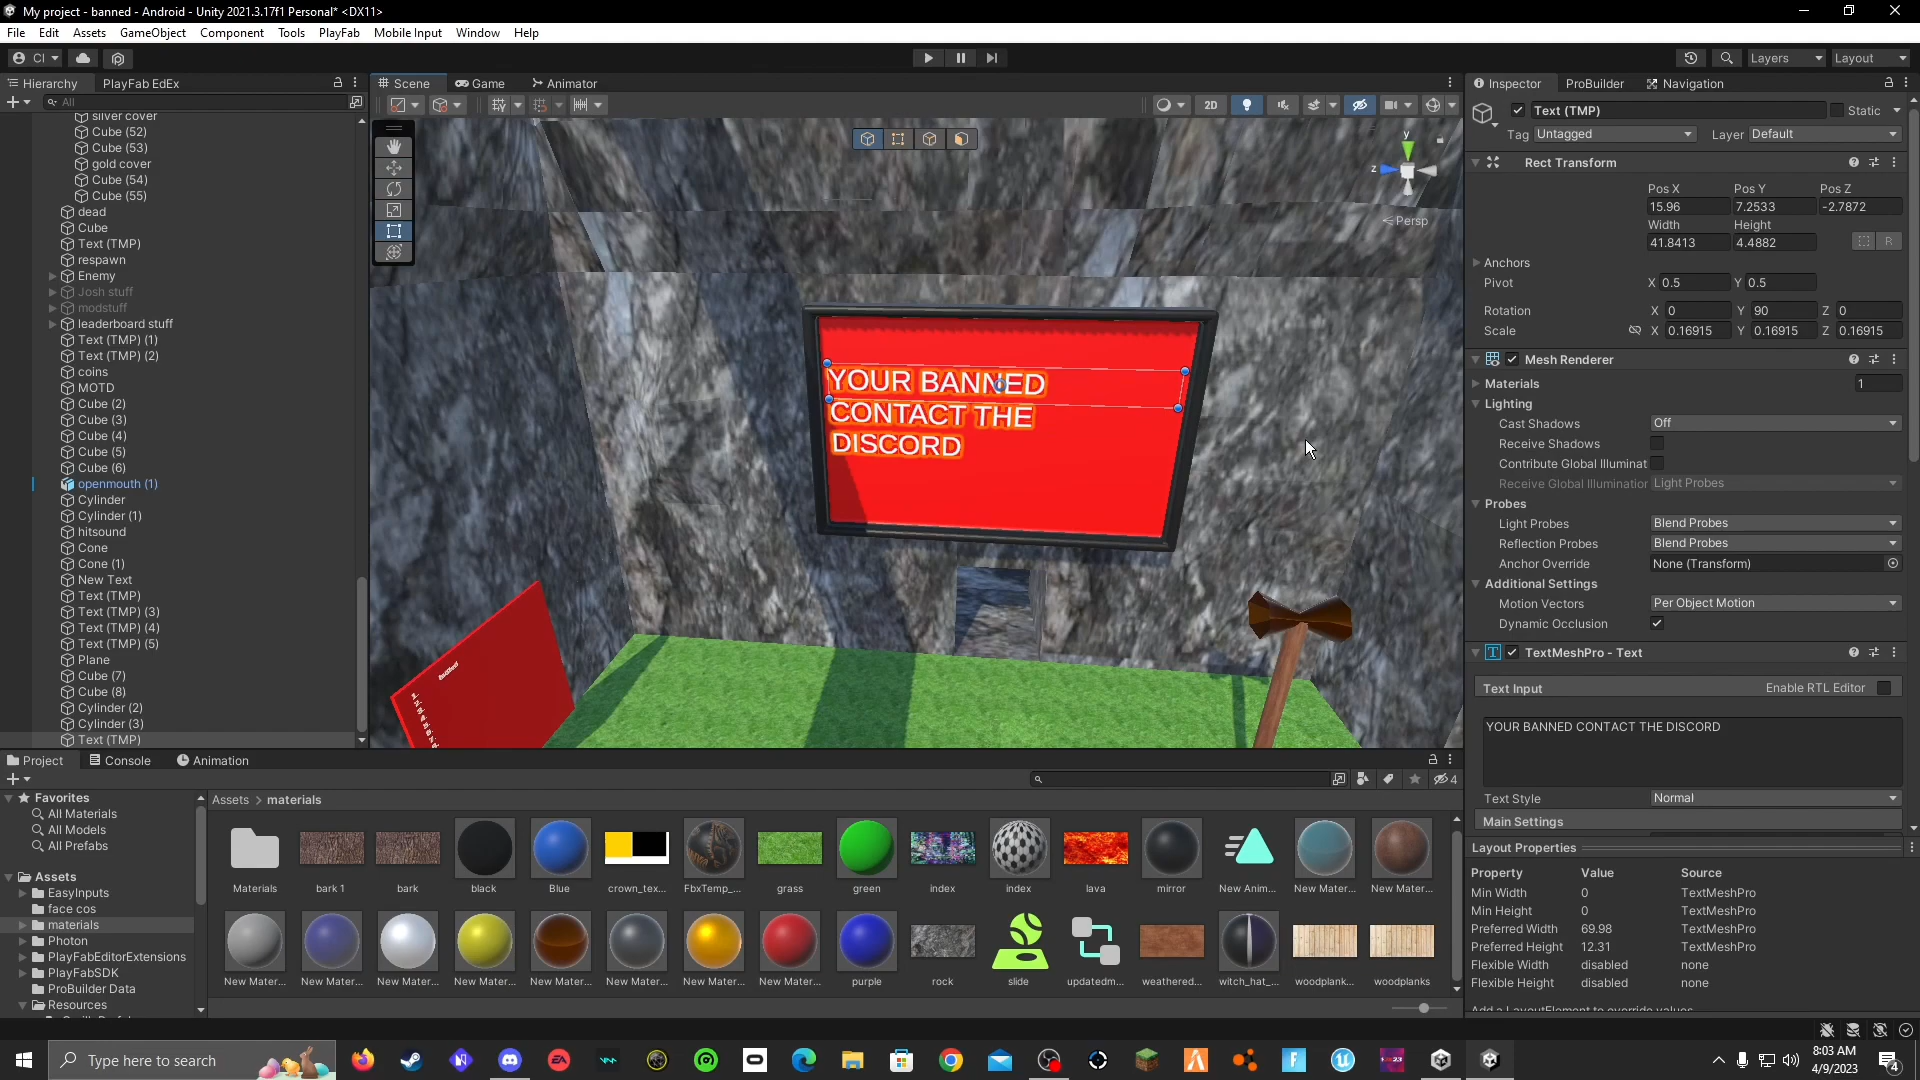 My project - banned - Android - Unity 2021.3.17f1 Personal* <DX11>
File Edit Assets GameObject Component Tools PlayFab Mobile Input Window Help
CI Layers Layout
Hierarchy PlayFab EdEx
All
silver cover
Cube (52)
Cube (53)
gold cover
Cube (54)
Cube (55)
dead
Cube
Text (TMP)
respawn
Enemy
Josh stuff
modstuff
leaderboard stuff
Text (TMP) (1)
Text (TMP) (2)
coins
MOTD
Cube (2)
Cube (3)
Cube (4)
Cube (5)
Cube (6)
openmouth (1)
Cylinder
Cylinder (1)
hitsound
Cone
Cone (1)
New Text
Text (TMP)
Text (TMP) (3)
Text (TMP) (4)
Text (TMP) (5)
Plane
Cube (7)
Cube (8)
Cylinder (2)
Cylinder (3)
Text (TMP)
Scene Game Animator
2D
y
z
Persp
YOUR BANNED
CONTACT THE
DISCORD
Inspector ProBuilder Navigation
Text (TMP) Static
Tag Untagged Layer Default
Rect Transform
Pos X Pos Y Pos Z
15.96 7.2533 -2.7872
Width Height
41.8413 4.4882
R
Anchors
Pivot X 0.5 Y 0.5
Rotation X 0 Y 90 Z 0
Scale X 0.16915 Y 0.16915 Z 0.16915
Mesh Renderer
Materials 1
Lighting
Cast Shadows Off
Receive Shadows
Contribute Global Illuminat
Receive Global Illumination Light Probes
Probes
Light Probes Blend Probes
Reflection Probes Blend Probes
Anchor Override None (Transform)
Additional Settings
Motion Vectors Per Object Motion
Dynamic Occlusion
TextMeshPro - Text
Text Input Enable RTL Editor
YOUR BANNED CONTACT THE DISCORD
Text Style Normal
Main Settings
Layout Properties
Property Value Source
Min Width 0 TextMeshPro
Min Height 0 TextMeshPro
Preferred Width 69.98 TextMeshPro
Preferred Height 12.31 TextMeshPro
Flexible Width disabled none
Flexible Height disabled none
Add a LayoutElement to override values
Project Console Animation
4
Favorites
All Materials
All Models
All Prefabs
Assets
EasyInputs
face cos
materials
Photon
PlayFabEditorExtensions
PlayFabSDK
ProBuilder Data
Resources
Assets > materials
Materials bark 1 bark black Blue crown_tex... FbxTemp_... grass green index index lava mirror New Anim... New Mater... New Mater...
New Mater... New Mater... New Mater... New Mater... New Mater... New Mater... New Mater... New Mater... purple rock slide updatedm... weathered... witch_hat_... woodplank... woodplanks
Type here to search
8:03 AM
4/9/2023
4